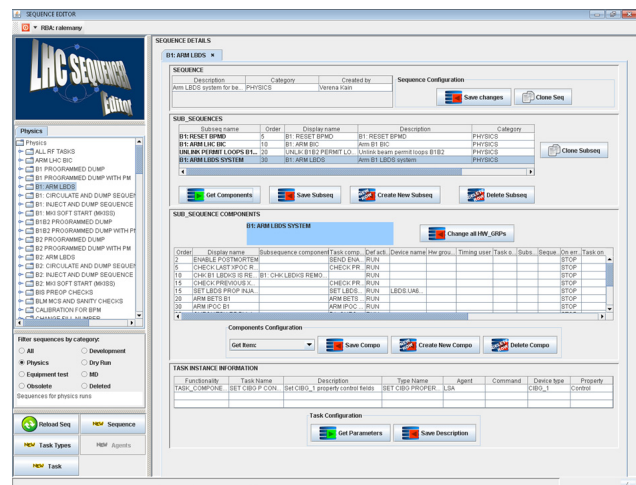 SEQUENCE EDITOR
RBA: ralemany
LHC SEQUENCER
Editor
Physics
Physics
ALL RF TASKS
ARM LHC BIC
B1 PROGRAMMED DUMP
B1 PROGRAMMED DUMP WITH PM
B1: ARM LBDS
B1: CIRCULATE AND DUMP SEQUEN
B1: INJECT AND DUMP SEQUENCE
B1: MKI SOFT START (MKISS)
B1B2 PROGRAMMED DUMP
B1B2 PROGRAMMED DUMP WITH PM
B2 PROGRAMMED DUMP
B2 PROGRAMMED DUMP WITH PM
B2: ARM LBDS
B2: CIRCULATE AND DUMP SEQUEN
B2: INJECT AND DUMP SEQUENCE
B2: MKI SOFT START (MKISS)
BIS PREOP CHECKS
BLM MCS AND SANITY CHECKS
CALIBRATION FOR BPM
CHANGE FILL NUMBER
Filter sequences by category:
All Development
Physics Dry Run
Equipment test MD
Obsolete Deleted
Sequences for physics runs
Reload Seq NEW Sequence
NEW Task Types NEW Agents
NEW Task
SEQUENCE DETAILS
B1: ARM LBDS
SEQUENCE
Description Category Created by
Arm LBDS system for be... PHYSICS Verena Kain
Sequence Configuration
Save changes Clone Seq
SUB_SEQUENCES
Subseq name Order Display name Description Category
B1: RESET BPMD 5 B1: RESET BPMD B1: RESET BPMD PHYSICS
B1: ARM LHC BIC 10 B1: ARM BIC Arm B1 BIC PHYSICS
UNLINK PERMIT LOOPS B1... 20 UNLIK B1B2 PERMIT LO... Unlink beam permit loops B1B2 PHYSICS
B1: ARM LBDS SYSTEM 30 B1: ARM LBDS Arm B1 LBDS system PHYSICS
Clone Subseq
Get Components Save Subseq Create New Subseq Delete Subseq
SUB_SEQUENCE COMPONENTS
B1: ARM LBDS SYSTEM
Change all HW_GRPs
Order Display name Subsequence component Task comp... Def acti... Device name Hw grou... Timing user Task o... Subs... Seque... On err... Task on
2 ENABLE POSTMORTEM SEND ENA... RUN STOP
5 CHECK LAST XPOC R... CHECK PR... RUN STOP
10 CHK B1 LBDKS IS RE... B1: CHK LBDKS REMO... RUN STOP
15 CHECK PREVIOUS X... CHECK PR... RUN STOP
15 SET LBDS PROP INJA... SET LBDS... RUN LBDS.UA6... STOP
20 ARM BETS B1 ARM BETS ... RUN STOP
30 ARM IPOC B1 ARM IPOC ... RUN STOP
Components Configuration
Get Items Save Compo Create New Compo Delete Compo
TASK INSTANCE INFORMATION
Functionality Task Name Description Type Name Agent Command Device type Property
TASK_COMPONE... SET CIBG P CON... Set CIBG_1 property control fields SET CIBG PROPER... LSA CIBG_1 Control
Task Configuration
Get Parameters Save Description